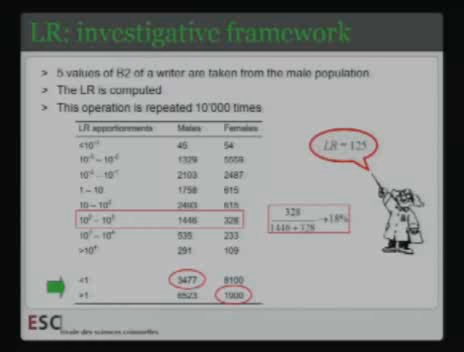 LR: investigative framework
> 5 values of B2 of a writer are taken from the male population.
> The LR is computed
> This operation is repeated 10'000 times
LR apportionments Males Females
<10⁻³ 45 54
10⁻³ – 10⁻² 1329 5559
10⁻² – 10⁻¹ 2103 2487
1 – 10 1758 615
10 – 10² 2493 615
10² – 10³ 1446 328
10³ – 10⁴ 535 233
>10⁴ 291 109
<1 3477 8100
>1 6523 1900
LR = 125
328
1446 + 328
→ 18%
ESC
école des sciences criminelles